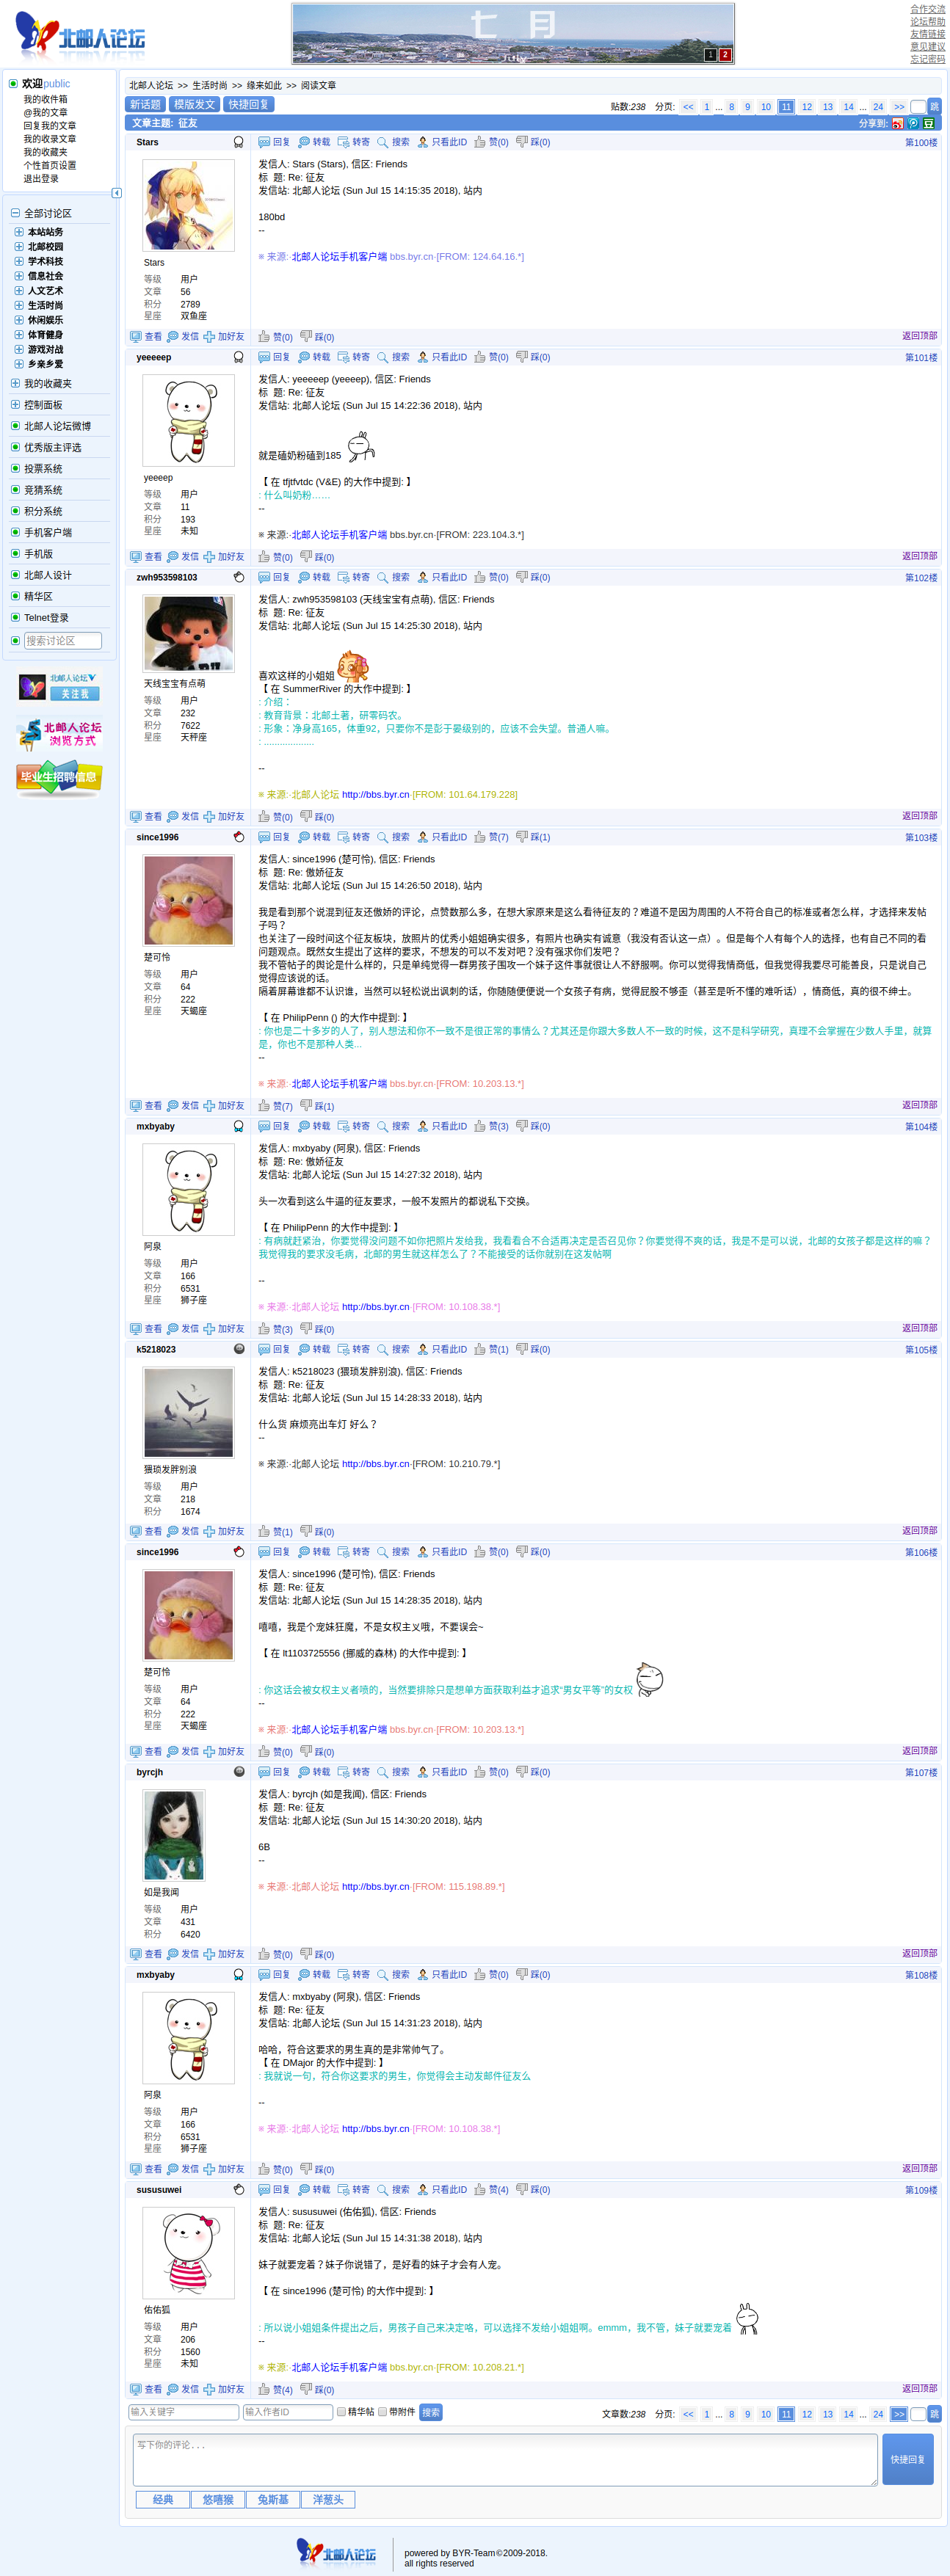 北邮人论坛
七 月
1 2
合作交流
论坛帮助
友情链接
意见建议
忘记密码
欢迎public
我的收件箱
@我的文章
回复我的文章
我的收录文章
我的收藏夹
个性首页设置
退出登录
全部讨论区
本站站务
北邮校园
学术科技
信息社会
人文艺术
生活时尚
休闲娱乐
体育健身
游戏对战
乡亲乡爱
我的收藏夹
控制面板
北邮人论坛微博
优秀版主评选
投票系统
竞猜系统
积分系统
手机客户端
手机版
北邮人设计
精华区
Telnet登录
搜索讨论区
北邮人论坛
关注我
北邮人论坛
浏览方式
毕业生招聘信息
北邮人论坛 >> 生活时尚 >> 缘来如此 >> 阅读文章
新话题 模版发文 快捷回复
贴数:238 分页: << 1 ... 8 9 10 11 12 13 14 ... 24 >> 跳
文章主题: 征友 分享到:
Stars 回复 转载 转寄 搜索 只看此ID 赞(0) 踩(0) 第100楼
发信人: Stars (Stars), 信区: Friends
标 题: Re: 征友
发信站: 北邮人论坛 (Sun Jul 15 14:15:35 2018), 站内
180bd
--
※ 来源:·北邮人论坛手机客户端 bbs.byr.cn·[FROM: 124.64.16.*]
Stars
等级 用户
文章 56
积分 2789
星座 双鱼座
查看 发信 加好友 赞(0) 踩(0) 返回顶部
yeeeeep 回复 转载 转寄 搜索 只看此ID 赞(0) 踩(0) 第101楼
发信人: yeeeeep (yeeeep), 信区: Friends
标 题: Re: 征友
发信站: 北邮人论坛 (Sun Jul 15 14:22:36 2018), 站内
就是磕奶粉磕到185
【 在 tfjtfvtdc (V&E) 的大作中提到: 】
: 什么叫奶粉……
--
※ 来源:·北邮人论坛手机客户端 bbs.byr.cn·[FROM: 223.104.3.*]
yeeeep
等级 用户
文章 11
积分 193
星座 未知
查看 发信 加好友 赞(0) 踩(0) 返回顶部
zwh953598103 回复 转载 转寄 搜索 只看此ID 赞(0) 踩(0) 第102楼
发信人: zwh953598103 (天线宝宝有点萌), 信区: Friends
标 题: Re: 征友
发信站: 北邮人论坛 (Sun Jul 15 14:25:30 2018), 站内
喜欢这样的小姐姐
【 在 SummerRiver 的大作中提到: 】
: 介绍：
: 教育背景：北邮土著，研零码农。
: 形象：净身高165，体重92，只要你不是彭于晏级别的，应该不会失望。普通人嘛。
: ...................
--
※ 来源:·北邮人论坛 http://bbs.byr.cn·[FROM: 101.64.179.228]
天线宝宝有点萌
等级 用户
文章 232
积分 7622
星座 天秤座
查看 发信 加好友 赞(0) 踩(0) 返回顶部
since1996 回复 转载 转寄 搜索 只看此ID 赞(7) 踩(1) 第103楼
发信人: since1996 (楚可怜), 信区: Friends
标 题: Re: 傲娇征友
发信站: 北邮人论坛 (Sun Jul 15 14:26:50 2018), 站内
我是看到那个说混到征友还傲娇的评论，点赞数那么多，在想大家原来是这么看待征友的？难道不是因为周围的人不符合自己的标准或者怎么样，才选择来发帖
子吗？
也关注了一段时间这个征友板块，放照片的优秀小姐姐确实很多，有照片也确实有诚意（我没有否认这一点）。但是每个人有每个人的选择，也有自己不同的看
问题观点。既然女生提出了这样的要求，不想发的可以不发对吧？没有强求你们发吧？
我不管帖子的舆论是什么样的，只是单纯觉得一群男孩子围攻一个妹子这件事就很让人不舒服啊。你可以觉得我情商低，但我觉得我要尽可能善良，只是说自己
觉得应该说的话。
隔着屏幕谁都不认识谁，当然可以轻松说出讽刺的话，你随随便便说一个女孩子有病，觉得屁股不够歪（甚至是听不懂的难听话），情商低，真的很不绅士。
【 在 PhilipPenn () 的大作中提到: 】
: 你也是二十多岁的人了，别人想法和你不一致不是很正常的事情么？尤其还是你跟大多数人不一致的时候，这不是科学研究，真理不会掌握在少数人手里，就算
是，你也不是那种人类...
--
※ 来源:·北邮人论坛手机客户端 bbs.byr.cn·[FROM: 10.203.13.*]
楚可怜
等级 用户
文章 64
积分 222
星座 天蝎座
查看 发信 加好友 赞(7) 踩(1) 返回顶部
mxbyaby 回复 转载 转寄 搜索 只看此ID 赞(3) 踩(0) 第104楼
发信人: mxbyaby (阿泉), 信区: Friends
标 题: Re: 傲娇征友
发信站: 北邮人论坛 (Sun Jul 15 14:27:32 2018), 站内
头一次看到这么牛逼的征友要求，一般不发照片的都说私下交换。
【 在 PhilipPenn 的大作中提到: 】
: 有病就赶紧治，你要觉得没问题不如你把照片发给我，我看看合不合适再决定是否召见你？你要觉得不爽的话，我是不是可以说，北邮的女孩子都是这样的嘛？
我觉得我的要求没毛病，北邮的男生就这样怎么了？不能接受的话你就别在这发帖啊
--
※ 来源:·北邮人论坛 http://bbs.byr.cn·[FROM: 10.108.38.*]
阿泉
等级 用户
文章 166
积分 6531
星座 狮子座
查看 发信 加好友 赞(3) 踩(0) 返回顶部
k5218023 回复 转载 转寄 搜索 只看此ID 赞(1) 踩(0) 第105楼
发信人: k5218023 (猥琐发胖别浪), 信区: Friends
标 题: Re: 征友
发信站: 北邮人论坛 (Sun Jul 15 14:28:33 2018), 站内
什么货 麻烦亮出车灯 好么？
--
※ 来源:·北邮人论坛 http://bbs.byr.cn·[FROM: 10.210.79.*]
猥琐发胖别浪
等级 用户
文章 218
积分 1674
查看 发信 加好友 赞(1) 踩(0) 返回顶部
since1996 回复 转载 转寄 搜索 只看此ID 赞(0) 踩(0) 第106楼
发信人: since1996 (楚可怜), 信区: Friends
标 题: Re: 征友
发信站: 北邮人论坛 (Sun Jul 15 14:28:35 2018), 站内
嘻嘻，我是个宠妹狂魔，不是女权主义哦，不要误会~
【 在 lt1103725556 (挪威的森林) 的大作中提到: 】
: 你这话会被女权主义者喷的，当然要排除只是想单方面获取利益才追求“男女平等”的女权
--
※ 来源:·北邮人论坛手机客户端 bbs.byr.cn·[FROM: 10.203.13.*]
楚可怜
等级 用户
文章 64
积分 222
星座 天蝎座
查看 发信 加好友 赞(0) 踩(0) 返回顶部
byrcjh 回复 转载 转寄 搜索 只看此ID 赞(0) 踩(0) 第107楼
发信人: byrcjh (如是我闻), 信区: Friends
标 题: Re: 征友
发信站: 北邮人论坛 (Sun Jul 15 14:30:20 2018), 站内
6B
--
※ 来源:·北邮人论坛 http://bbs.byr.cn·[FROM: 115.198.89.*]
如是我闻
等级 用户
文章 431
积分 6420
查看 发信 加好友 赞(0) 踩(0) 返回顶部
mxbyaby 回复 转载 转寄 搜索 只看此ID 赞(0) 踩(0) 第108楼
发信人: mxbyaby (阿泉), 信区: Friends
标 题: Re: 征友
发信站: 北邮人论坛 (Sun Jul 15 14:31:23 2018), 站内
哈哈，符合这要求的男生真的是非常帅气了。
【 在 DMajor 的大作中提到: 】
: 我就说一句，符合你这要求的男生，你觉得会主动发邮件征友么
--
※ 来源:·北邮人论坛 http://bbs.byr.cn·[FROM: 10.108.38.*]
阿泉
等级 用户
文章 166
积分 6531
星座 狮子座
查看 发信 加好友 赞(0) 踩(0) 返回顶部
sususuwei 回复 转载 转寄 搜索 只看此ID 赞(4) 踩(0) 第109楼
发信人: sususuwei (佑佑狐), 信区: Friends
标 题: Re: 征友
发信站: 北邮人论坛 (Sun Jul 15 14:31:38 2018), 站内
妹子就要宠着？妹子你说错了，是好看的妹子才会有人宠。
【 在 since1996 (楚可怜) 的大作中提到: 】
: 所以说小姐姐条件提出之后，男孩子自己来决定咯，可以选择不发给小姐姐啊。emmm，我不管，妹子就要宠着
--
※ 来源:·北邮人论坛手机客户端 bbs.byr.cn·[FROM: 10.208.21.*]
佑佑狐
等级 用户
文章 206
积分 1560
星座 未知
查看 发信 加好友 赞(4) 踩(0) 返回顶部
输入关键字 输入作者ID 精华帖 带附件 搜索
文章数:238 分页: << 1 ... 8 9 10 11 12 13 14 ... 24 >> 跳
写下你的评论...
快捷回复
经典 悠嘻猴 兔斯基 洋葱头
北邮人论坛
powered by BYR-Team©2009-2018.
all rights reserved